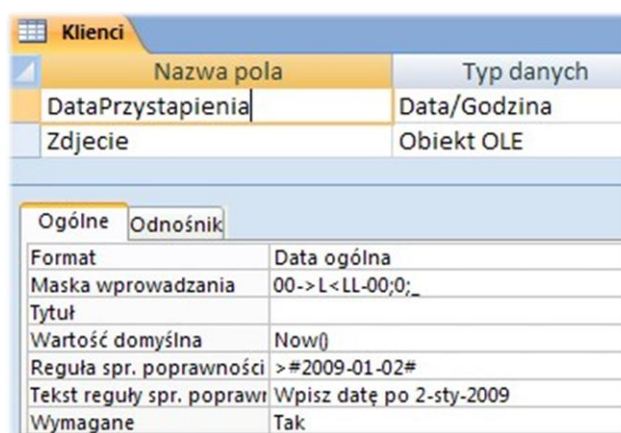 Klienci
Nazwa pola Typ danych
DataPrzystapienia Data/Godzina
Zdjecie Obiekt OLE
Ogólne Odnośnik
Format Data ogólna
Maska wprowadzania 00->L<LL-00;0;_
Tytuł
Wartość domyślna Now()
Reguła spr. poprawności >#2009-01-02#
Tekst reguły spr. poprawr Wpisz datę po 2-sty-2009
Wymagane Tak